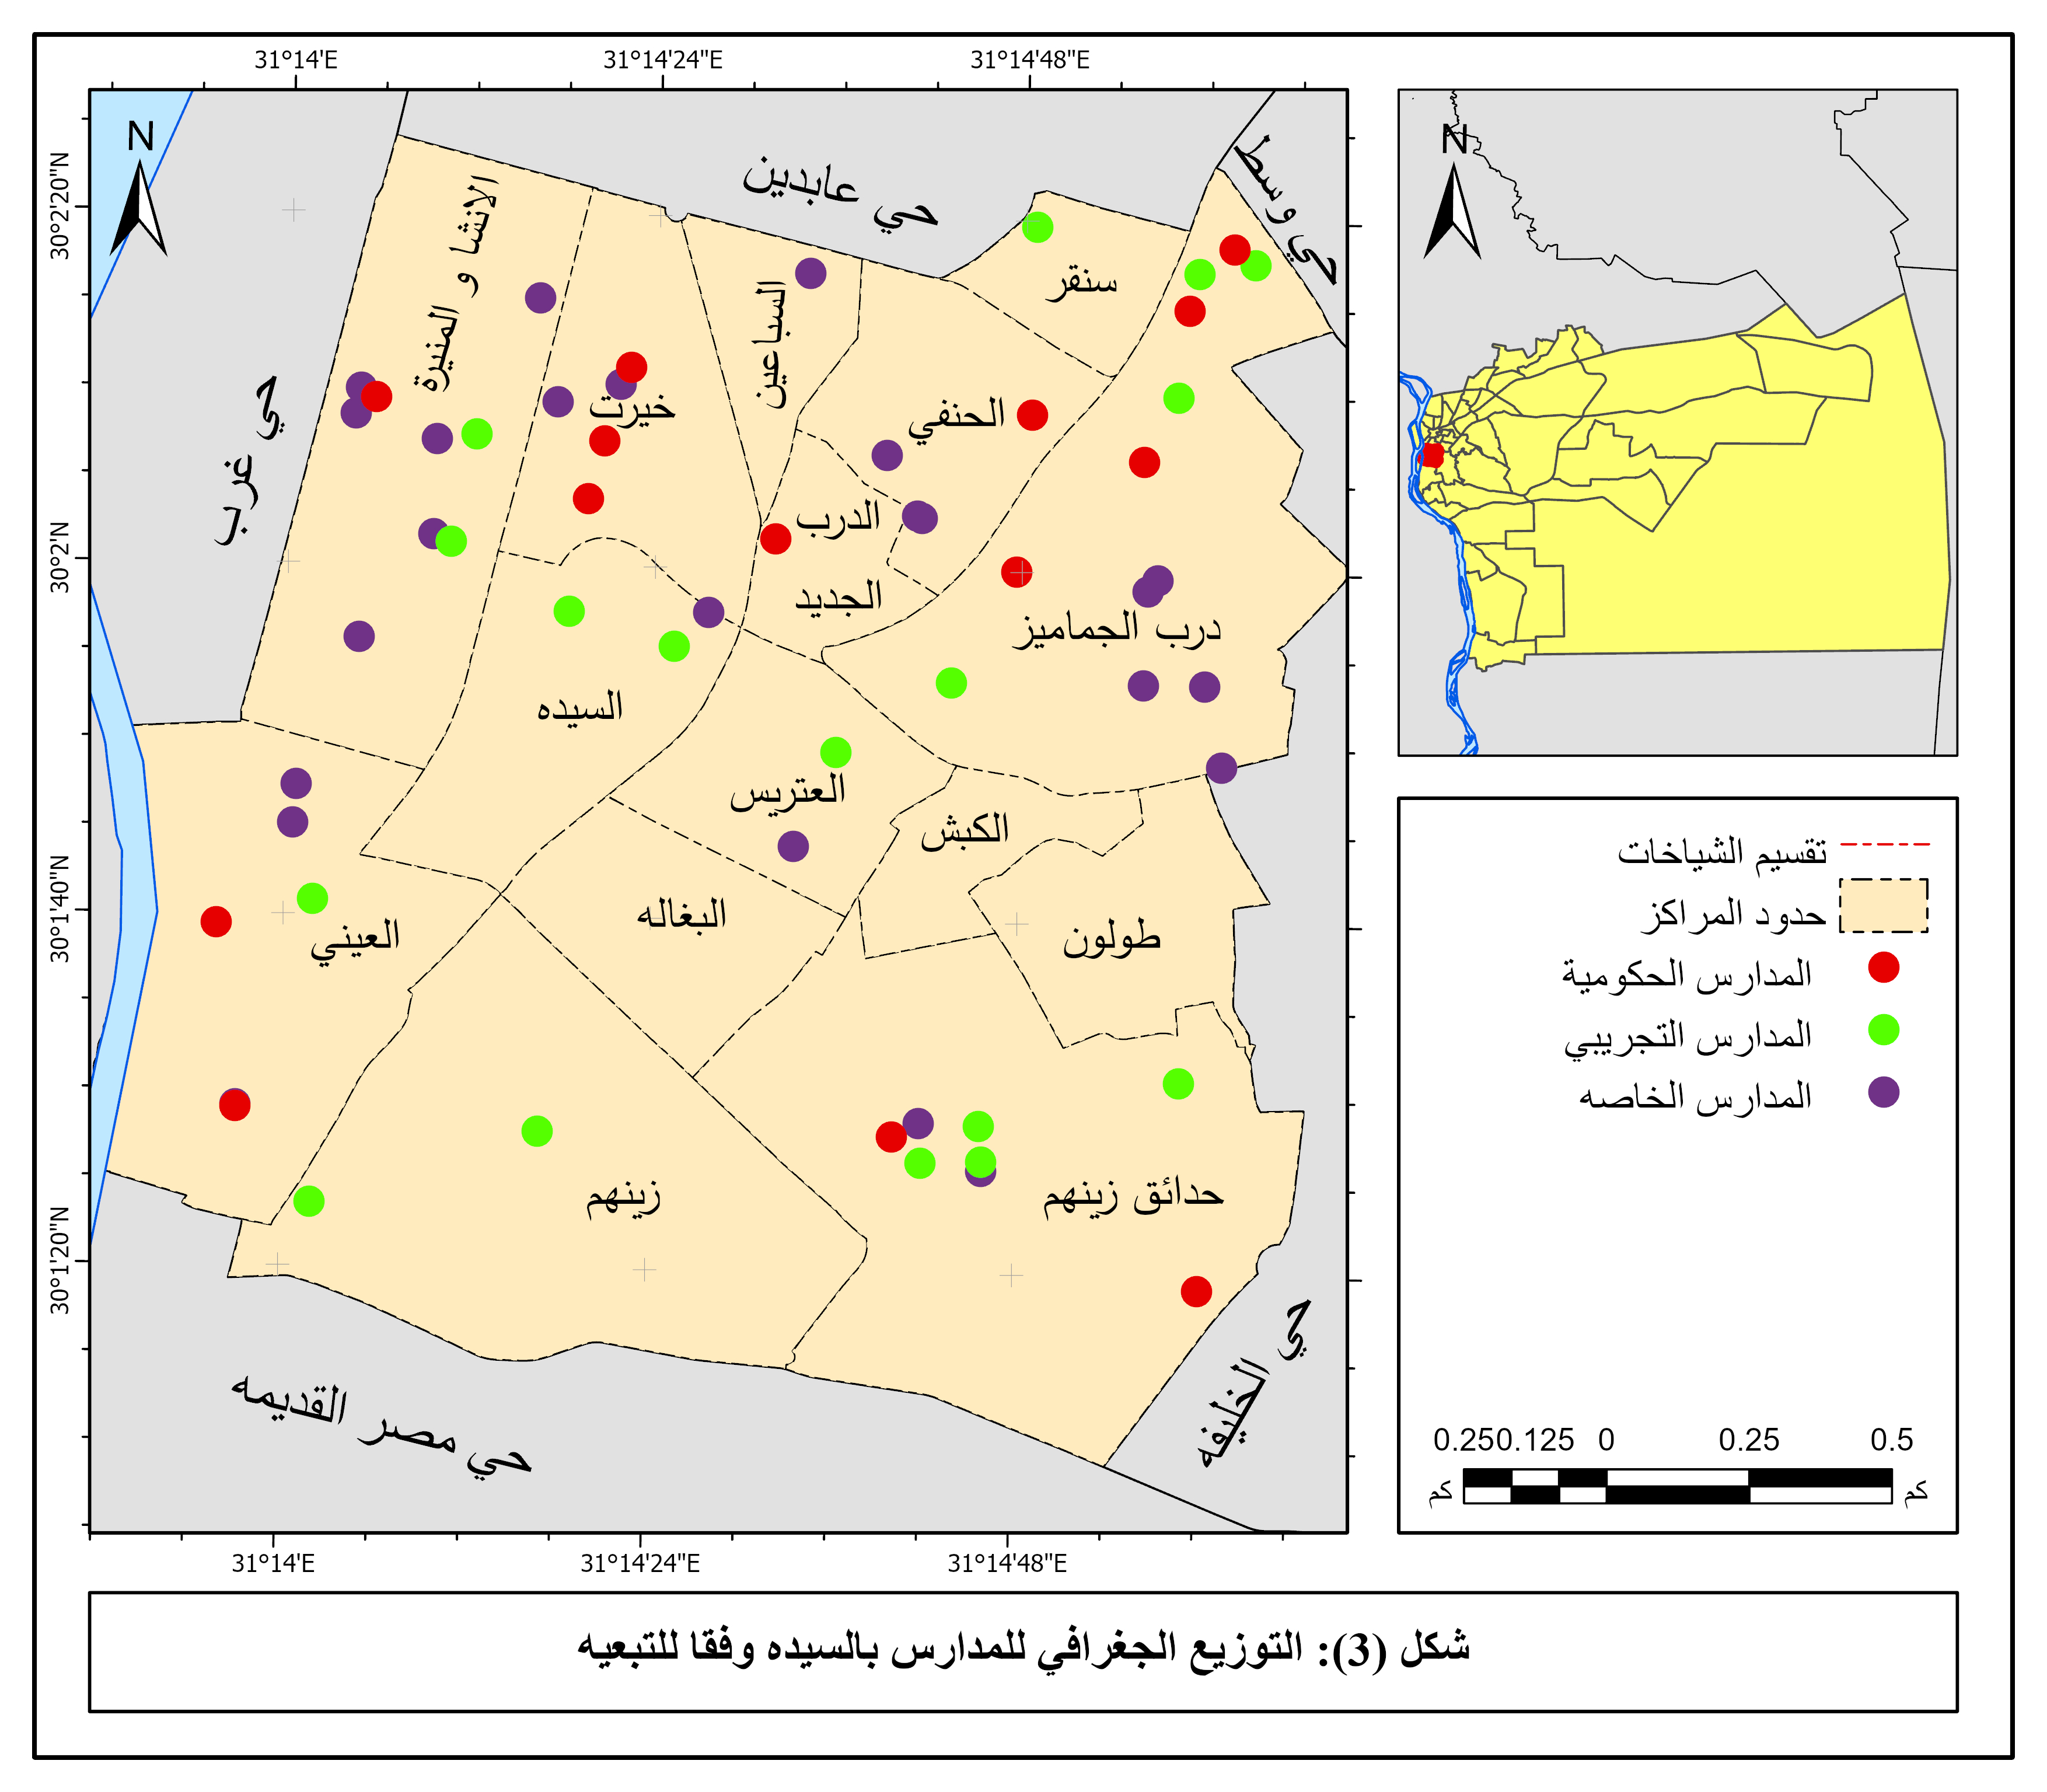 31°14'E 31°14'24"E 31°14'48"E
N
N
30°2'20"N
30°2'N
30°1'40"N
30°1'20"N
حي عابدين
حي وسط
الانشا و المنيرة
السباعين
سنقر
خيرت
الحنفي
حي غرب
الدرب
الجديد
درب الجماميز
السيده
العتريس
الكبش
البغاله
طولون
العيني
زينهم
حدائق زينهم
حي مصر القديمه
حي الخليفه
تقسيم الشياخات
حدود المراكز
المدارس الحكومية
المدارس التجريبي
المدارس الخاصه
0.25 0.125 0 0.25 0.5
كم كم
31°14'E 31°14'24"E 31°14'48"E
شكل (3): التوزيع الجغرافي للمدارس بالسيده وفقا للتبعيه